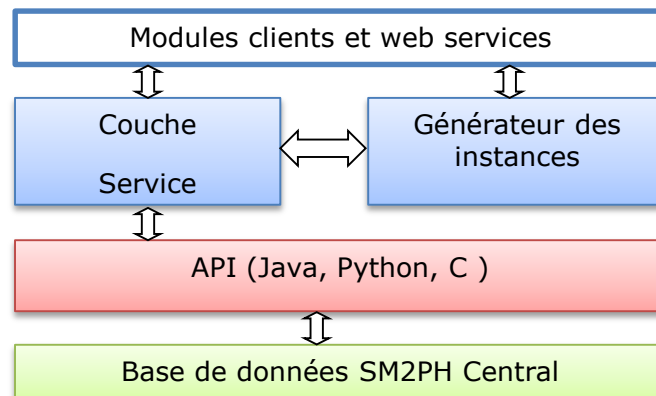 Modules clients et web services
Couche
Service
Générateur des
instances
API (Java, Python, C )
Base de données SM2PH Central